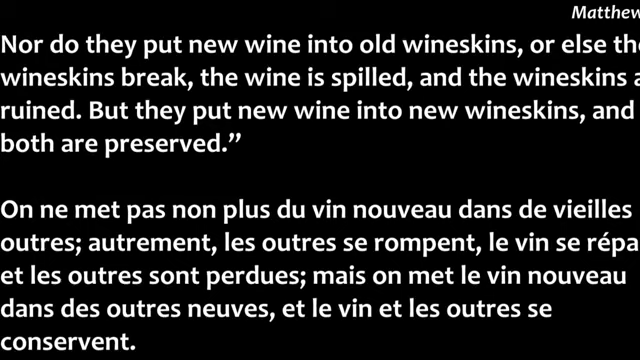 Matthew
Nor do they put new wine into old wineskins, or else the
wineskins break, the wine is spilled, and the wineskins a
ruined. But they put new wine into new wineskins, and
both are preserved.”
On ne met pas non plus du vin nouveau dans de vieilles
outres; autrement, les outres se rompent, le vin se répa
et les outres sont perdues; mais on met le vin nouveau
dans des outres neuves, et le vin et les outres se
conservent.